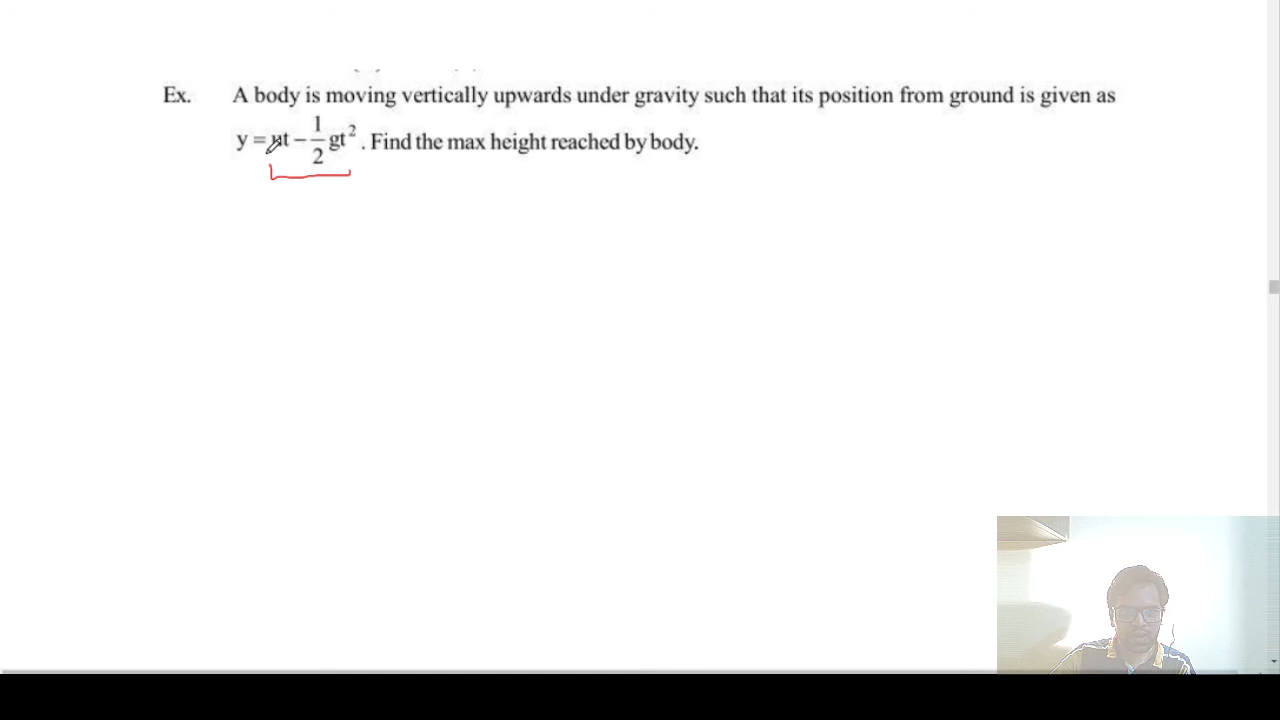 Ex. A body is moving vertically upwards under gravity such that its position from ground is given as
y = ut − 1/2 gt². Find the max height reached by body.